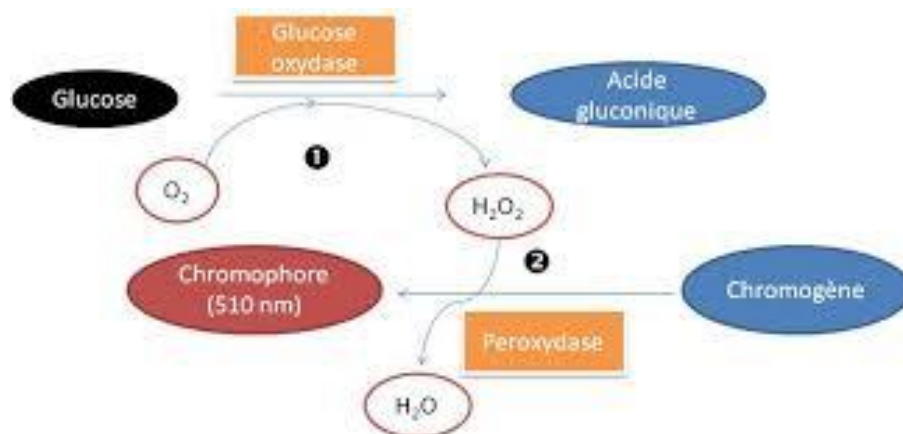 Glucose
oxydase
Glucose
Acide
gluconique
❶
O₂
H₂O₂
❷
Chromophore
(510 nm)
Chromogène
Peroxydase
H₂O